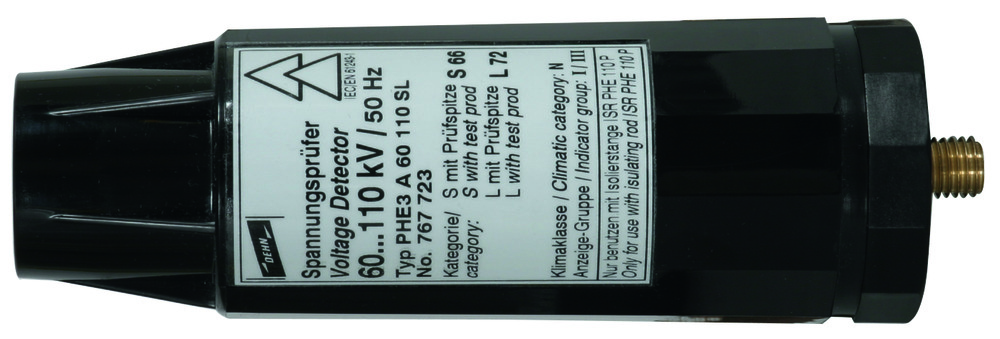 DEHN
IEC/EN 61243-1
Spannungsprüfer
Voltage Detector
60...110 kV / 50 Hz
Typ PHE3 A 60 110 SL
No. 767 723
Kategorie/ S mit Prüfspitze S 66
category: S with test prod
L mit Prüfspitze L 72
L with test prod
Klimaklasse / Climatic category: N
Anzeige-Gruppe / Indicator group: I / III
Nur benutzen mit Isolierstange ISR PHE 110 P
Only for use with insulating rod ISR PHE 110 P